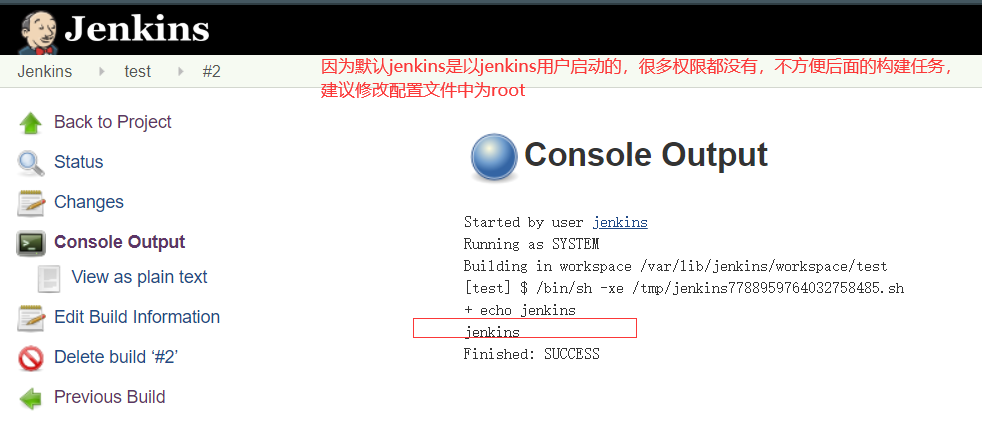 Jenkins
Jenkins test #2
因为默认jenkins是以jenkins用户启动的，很多权限都没有，不方便后面的构建任务，
建议修改配置文件中为root
Back to Project
Status
Changes
Console Output
View as plain text
Edit Build Information
Delete build ‘#2’
Previous Build
Console Output
Started by user jenkins
Running as SYSTEM
Building in workspace /var/lib/jenkins/workspace/test
[test] $ /bin/sh -xe /tmp/jenkins7788959764032758485.sh
+ echo jenkins
jenkins
Finished: SUCCESS